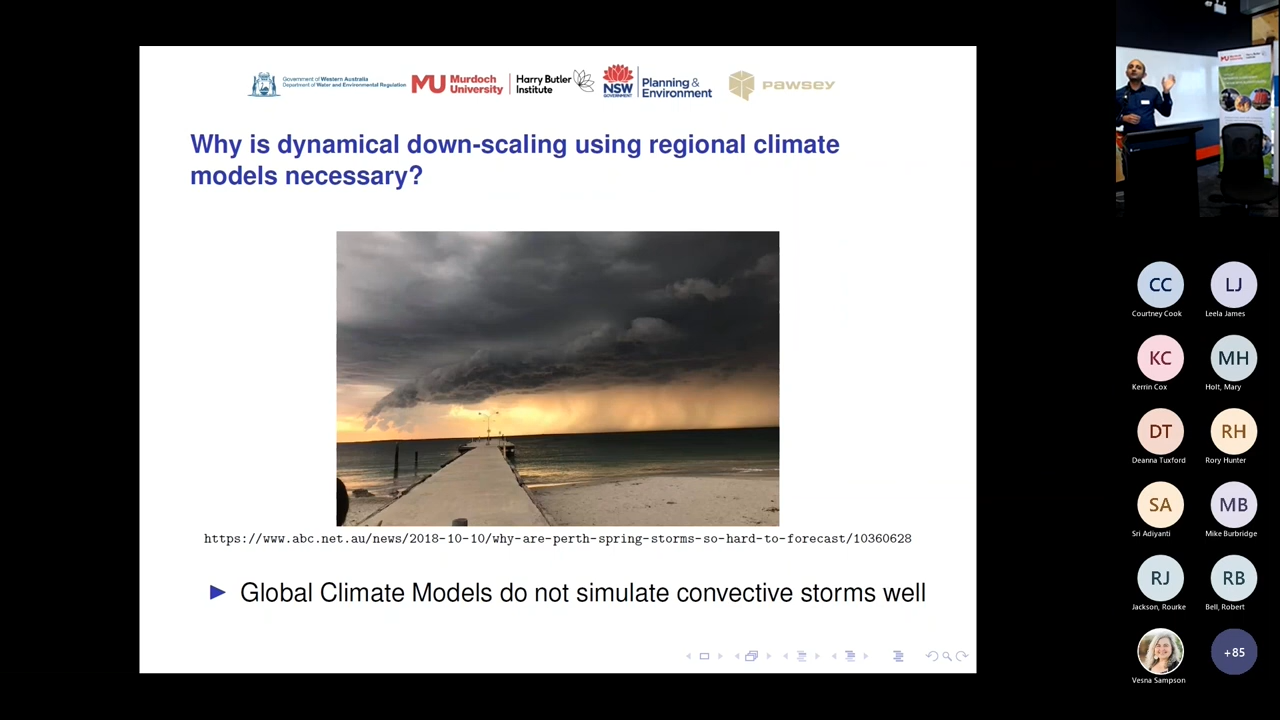 Government of Western Australia
Department of Water and Environmental Regulation
MU Murdoch
University
Harry Butler
Institute
NSW
GOVERNMENT
Planning &
Environment
PAWSEY
Why is dynamical down-scaling using regional climate
models necessary?
https://www.abc.net.au/news/2018-10-10/why-are-perth-spring-storms-so-hard-to-forecast/10360628
Global Climate Models do not simulate convective storms well
CC LJ
Courtney Cook Leela James
KC MH
Kerrin Cox Holt, Mary
DT RH
Deanna Tuxford Rory Hunter
SA MB
Sri Adiyanti Mike Burbridge
RJ RB
Jackson, Rourke Bell, Robert
+85
Vesna Sampson